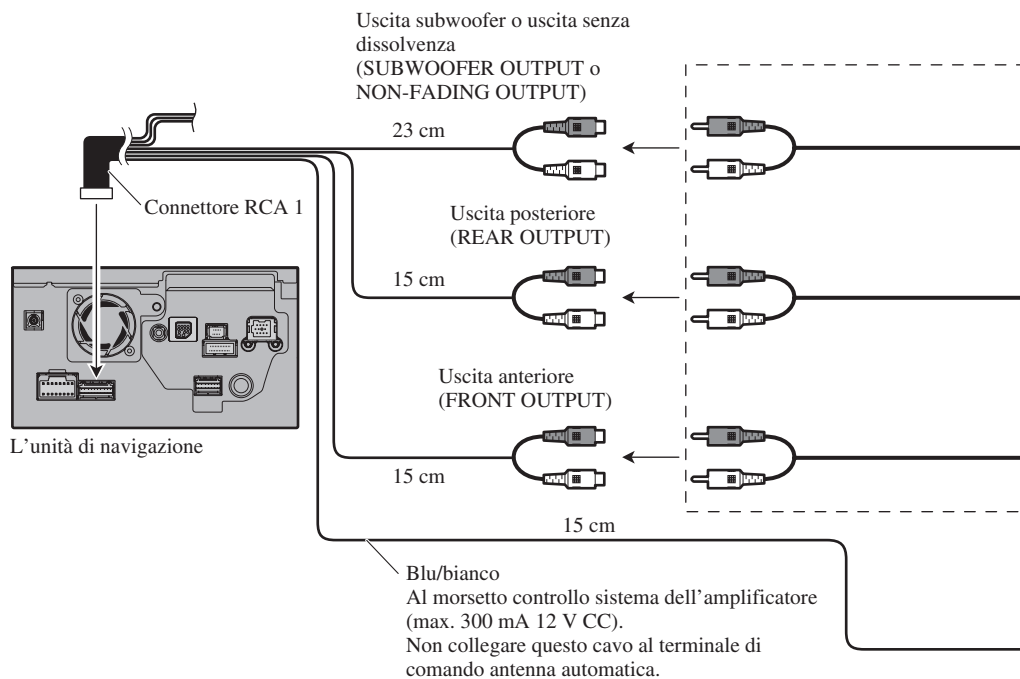 Uscita subwoofer o uscita senza
dissolvenza
(SUBWOOFER OUTPUT o
NON-FADING OUTPUT)
23 cm
Connettore RCA 1
Uscita posteriore
(REAR OUTPUT)
15 cm
Uscita anteriore
(FRONT OUTPUT)
L'unità di navigazione
15 cm
15 cm
Blu/bianco
Al morsetto controllo sistema dell'amplificatore
(max. 300 mA 12 V CC).
Non collegare questo cavo al terminale di
comando antenna automatica.